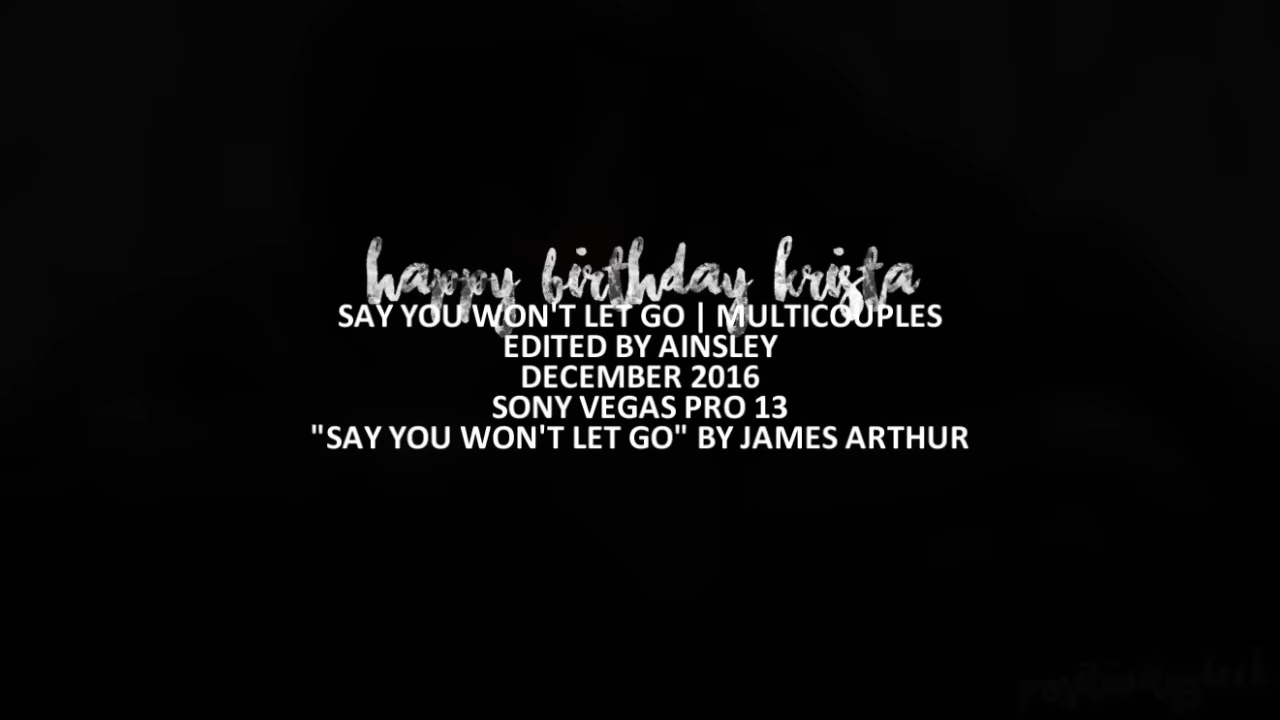 happy birthday krista
SAY YOU WON'T LET GO | MULTICOUPLES
EDITED BY AINSLEY
DECEMBER 2016
SONY VEGAS PRO 13
"SAY YOU WON'T LET GO" BY JAMES ARTHUR